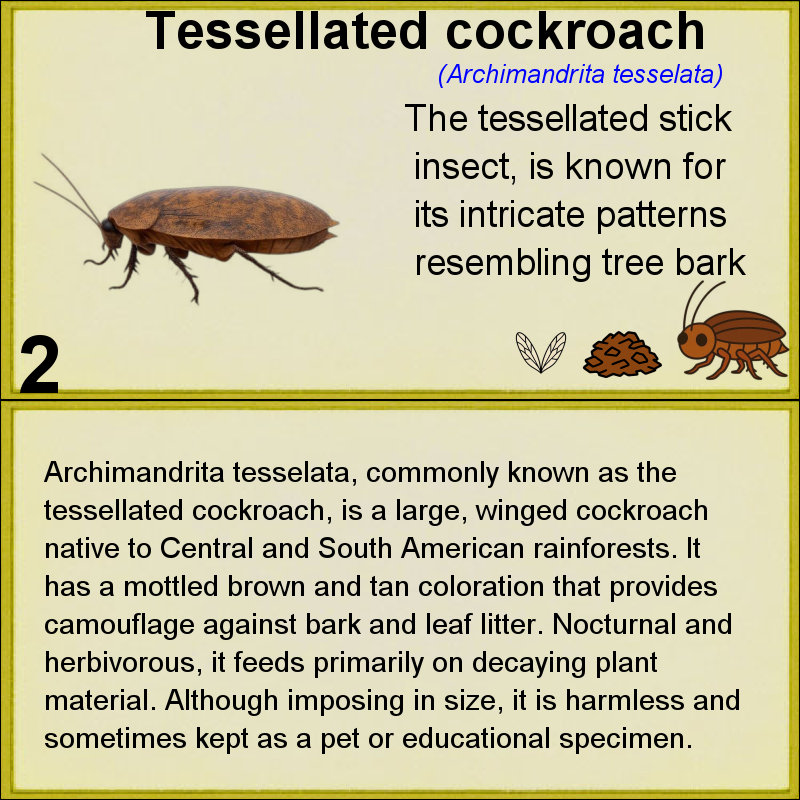 Tessellated cockroach
(Archimandrita tesselata)
The tessellated stick
insect, is known for
its intricate patterns
resembling tree bark
2
Archimandrita tesselata, commonly known as the
tessellated cockroach, is a large, winged cockroach
native to Central and South American rainforests. It
has a mottled brown and tan coloration that provides
camouflage against bark and leaf litter. Nocturnal and
herbivorous, it feeds primarily on decaying plant
material. Although imposing in size, it is harmless and
sometimes kept as a pet or educational specimen.